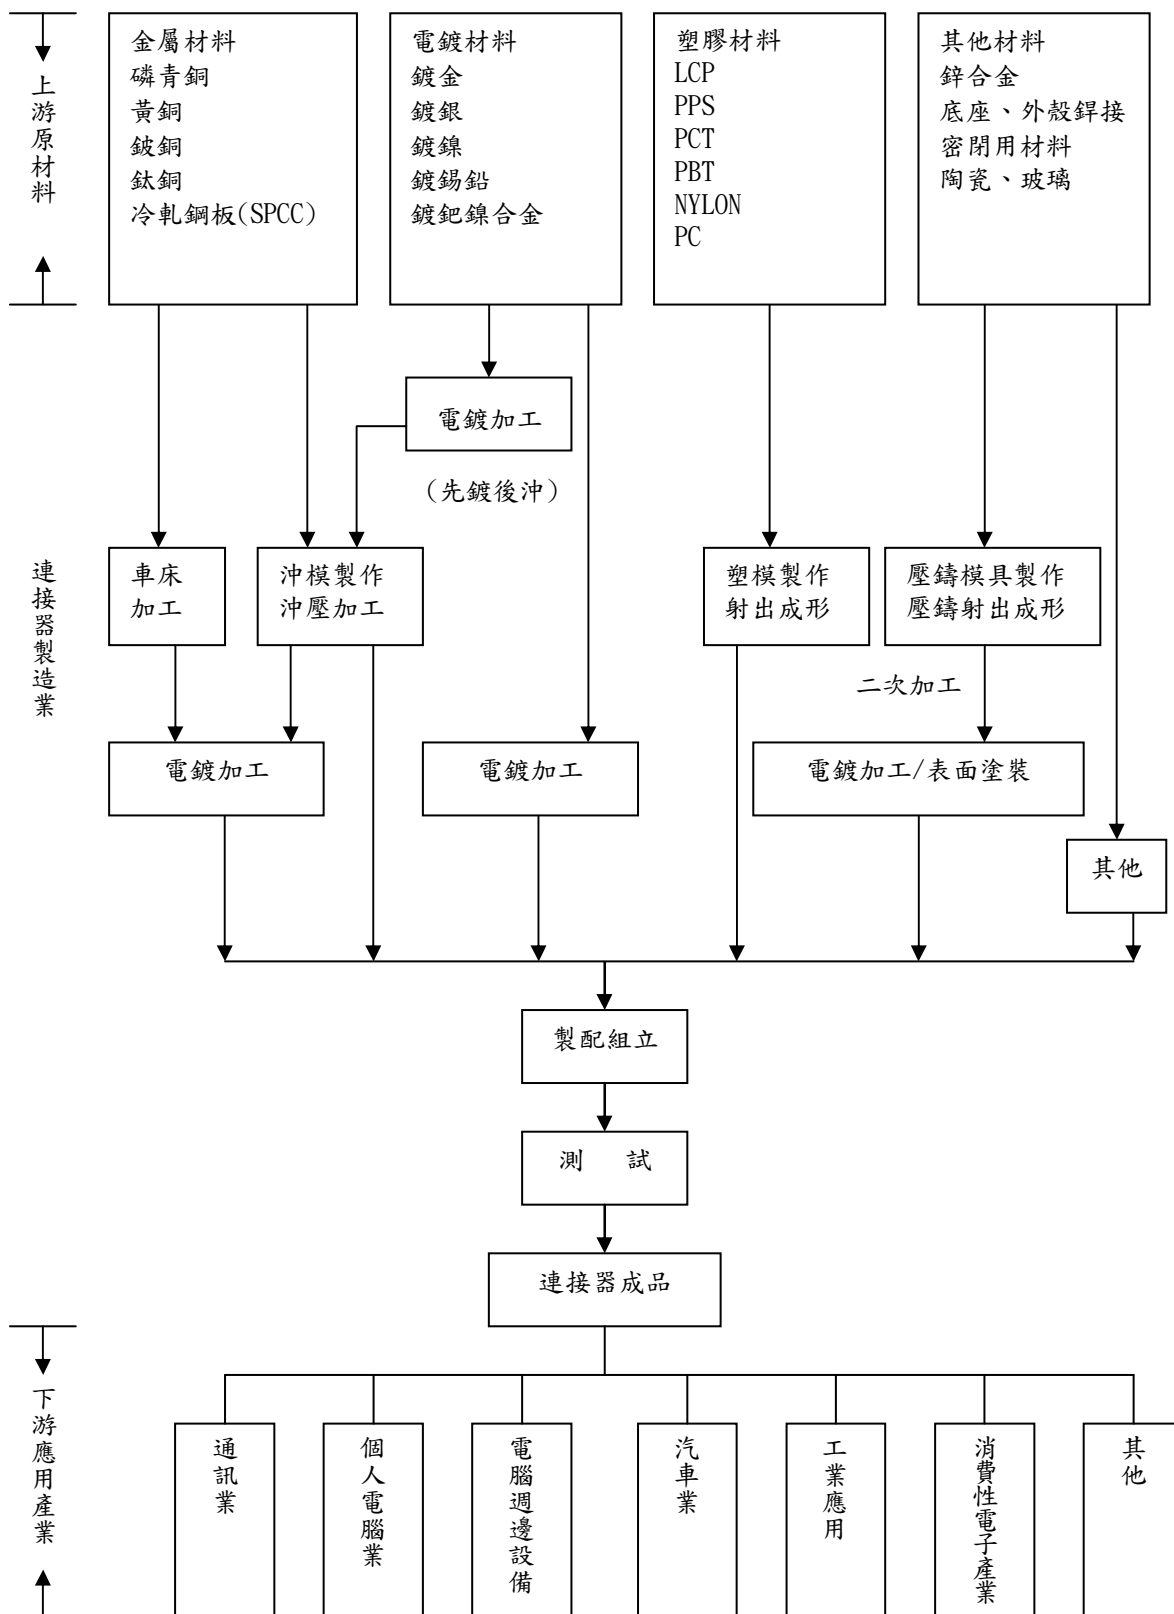 上游原材料
金屬材料
磷青銅
黃銅
鈹銅
鈦銅
冷軋鋼板(SPCC)
電鍍材料
鍍金
鍍銀
鍍鎳
鍍錫鉛
鍍鈀鎳合金
塑膠材料
LCP
PPS
PCT
PBT
NYLON
PC
其他材料
鋅合金
底座、外殼銲接
密閉用材料
陶瓷、玻璃
連接器製造業
電鍍加工
(先鍍後沖)
車床
加工
沖模製作
沖壓加工
塑模製作
射出成形
壓鑄模具製作
壓鑄射出成形
二次加工
電鍍加工
電鍍加工
電鍍加工/表面塗裝
其他
製配組立
測 試
連接器成品
下游應用產業
通訊業
個人電腦業
電腦週邊設備
汽車業
工業應用
消費性電子產業
其他